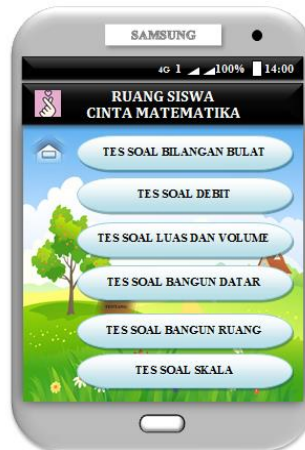 SAMSUNG
4G 1 100% 14:00
RUANG SISWA
CINTA MATEMATIKA
TES SOAL BILANGAN BULAT
TES SOAL DEBIT
TES SOAL LUAS DAN VOLUME
TES SOAL BANGUN DATAR
TES SOAL BANGUN RUANG
TES SOAL SKALA